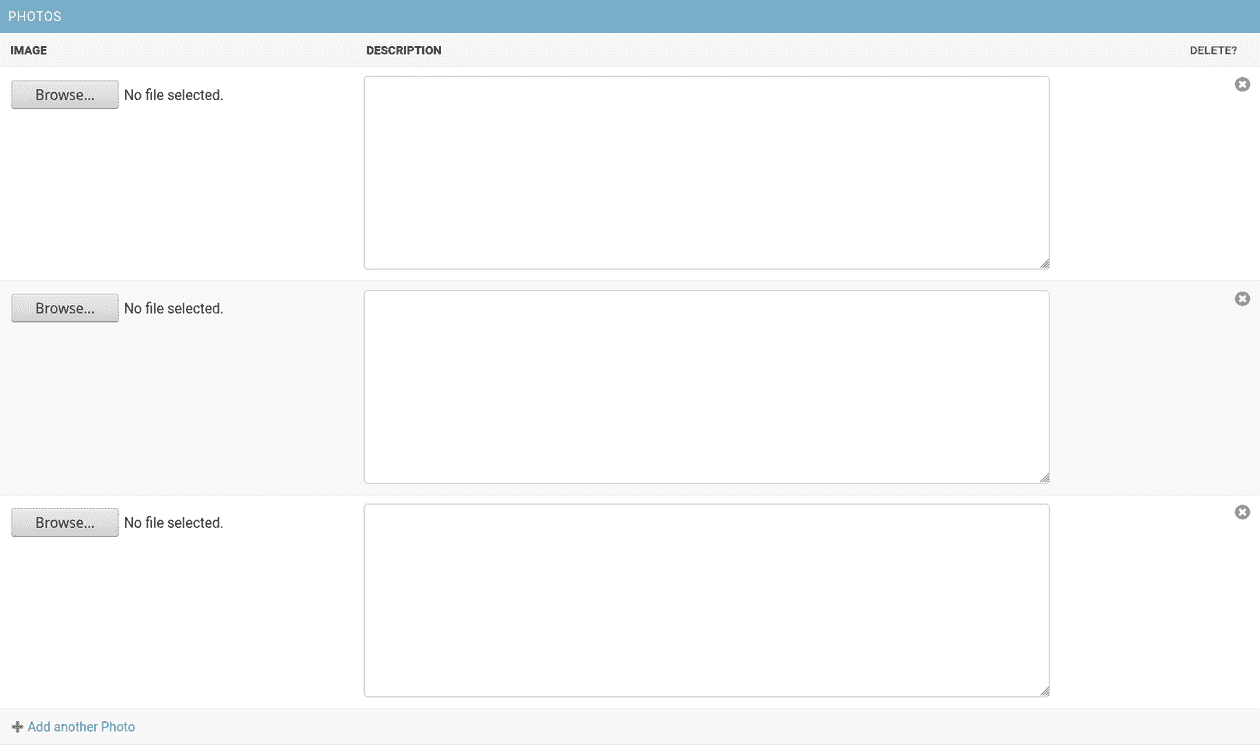 PHOTOS
IMAGE DESCRIPTION DELETE?
Browse... No file selected.
Browse... No file selected.
Browse... No file selected.
Add another Photo